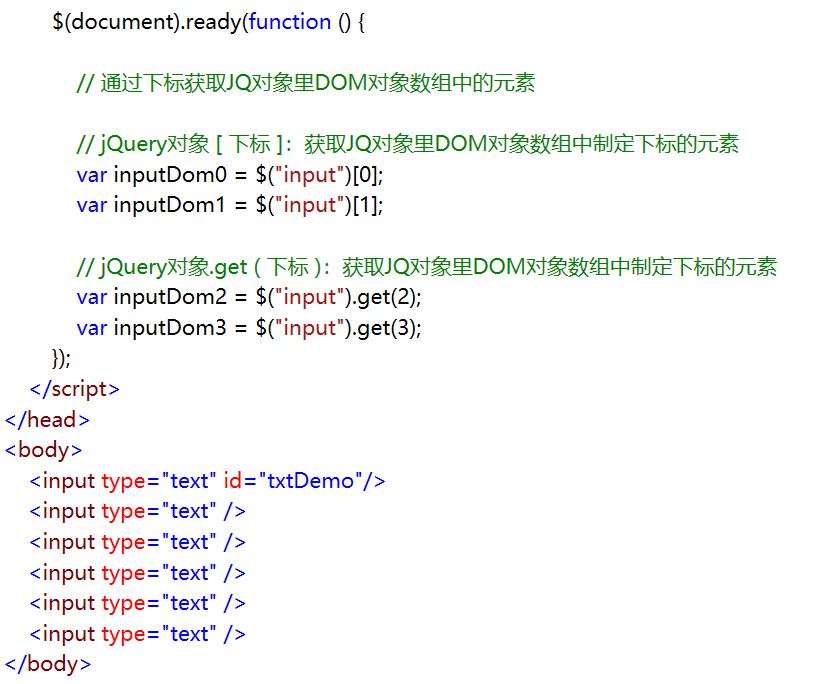 $(document).ready(function () {
// 通过下标获取JQ对象里DOM对象数组中的元素
// jQuery对象 [ 下标 ]：获取JQ对象里DOM对象数组中制定下标的元素
var inputDom0 = $("input")[0];
var inputDom1 = $("input")[1];
// jQuery对象.get ( 下标 )：获取JQ对象里DOM对象数组中制定下标的元素
var inputDom2 = $("input").get(2);
var inputDom3 = $("input").get(3);
});
</script>
</head>
<body>
<input type="text" id="txtDemo"/>
<input type="text" />
<input type="text" />
<input type="text" />
<input type="text" />
<input type="text" />
</body>